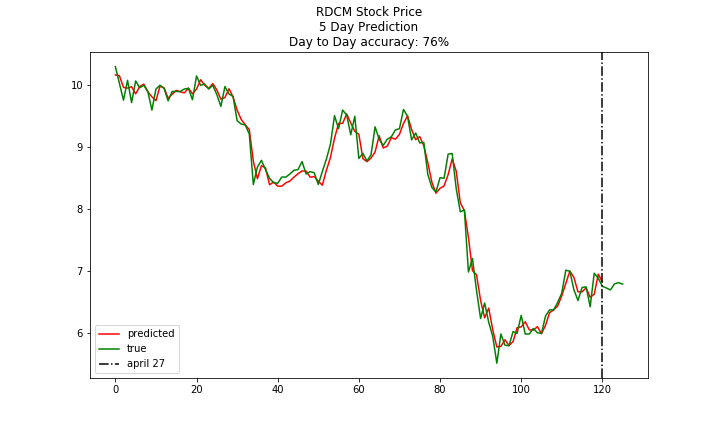 RDCM Stock Price
5 Day Prediction
Day to Day accuracy: 76%
10
9
8
7
6
predicted
true
april 27
0
20
40
60
80
100
120